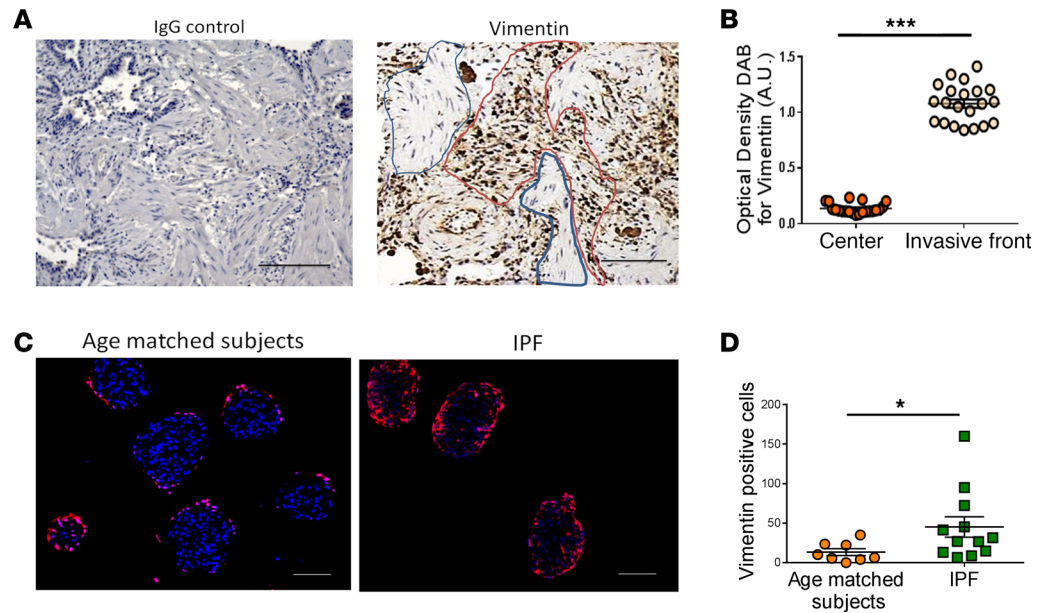 A
IgG control
Vimentin
B
***
Optical Density DAB
for Vimentin (A.U.)
1.5
1.0
0.5
0.0
Center
Invasive front
C
Age matched subjects
IPF
D
*
Vimentin positive cells
200
150
100
50
0
Age matched
subjects
IPF